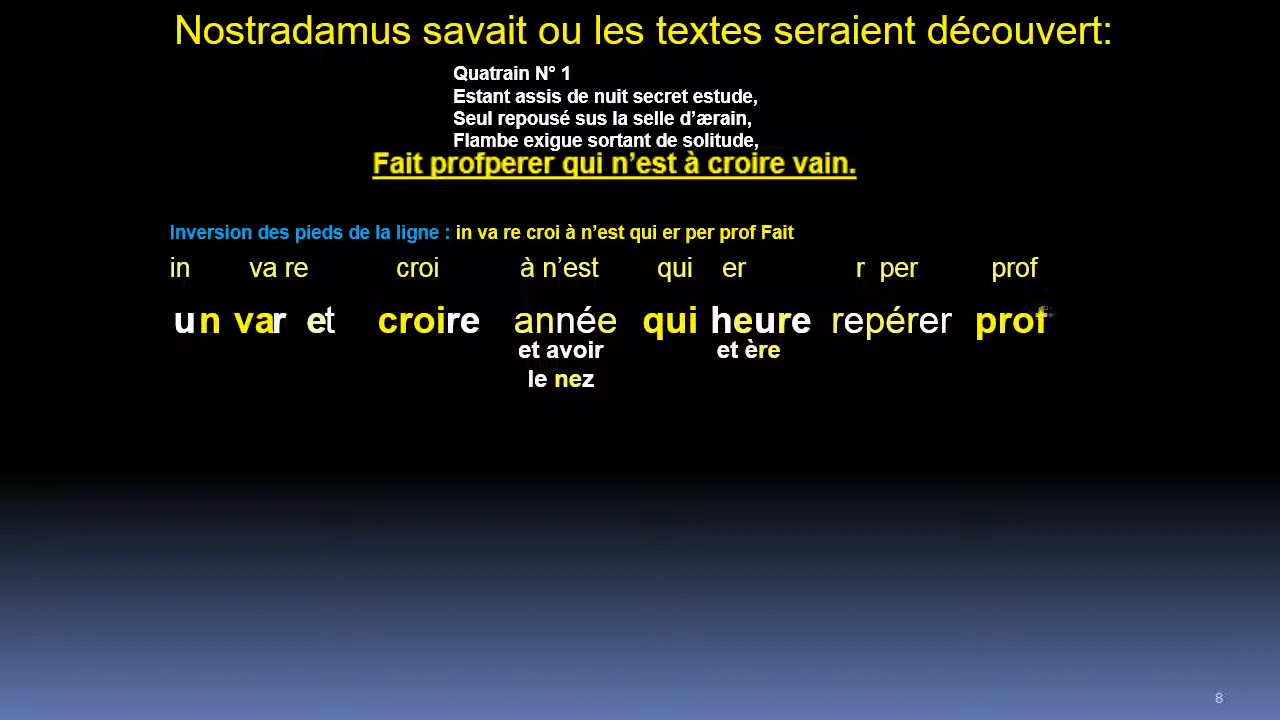 Nostradamus savait ou les textes seraient découvert:
Quatrain N° 1
Estant assis de nuit secret estude,
Seul repousé sus la selle d’ærain,
Flambe exigue sortant de solitude,
Fait profperer qui n’est à croire vain.
Inversion des pieds de la ligne : in va re croi à n’est qui er per prof Fait
in va re croi à n’est qui er r per prof
un var et croire année qui heure repérer prof
et avoir et ère
le nez
8